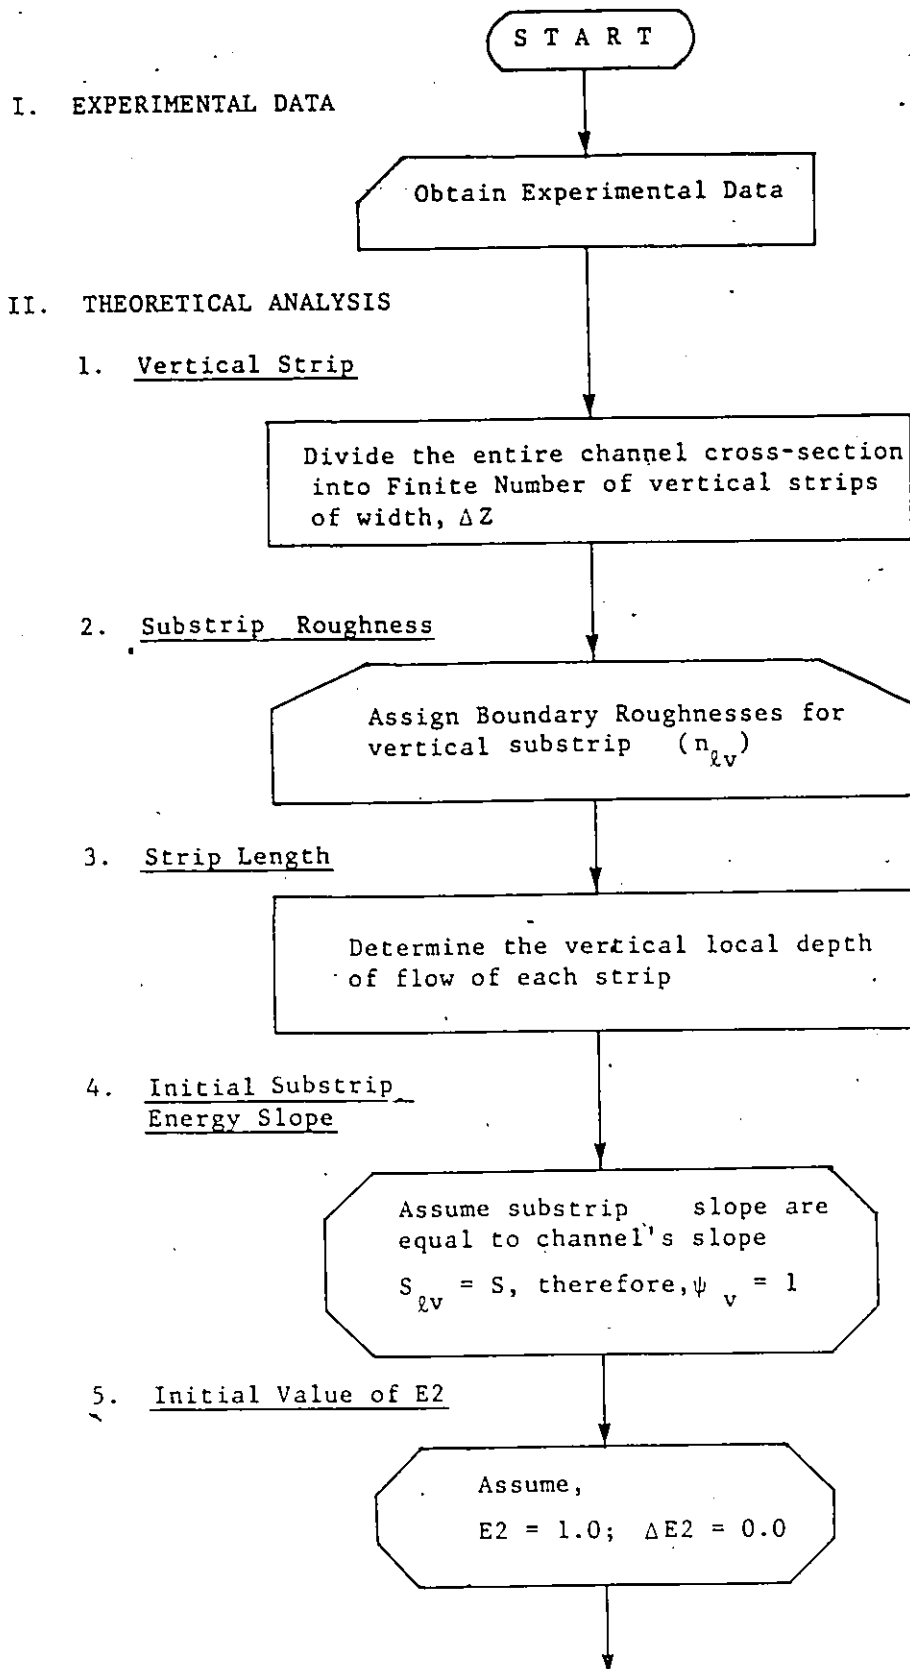 S T A R T
I. EXPERIMENTAL DATA
Obtain Experimental Data
II. THEORETICAL ANALYSIS
1. Vertical Strip
Divide the entire channel cross-section
into Finite Number of vertical strips
of width, ΔZ
2. Substrip Roughness
Assign Boundary Roughnesses for
vertical substrip (n_ℓv)
3. Strip Length
Determine the vertical local depth
of flow of each strip
4. Initial Substrip
Energy Slope
Assume substrip slope are
equal to channel's slope
S_ℓv = S, therefore, ψ_v = 1
5. Initial Value of E2
Assume,
E2 = 1.0; ΔE2 = 0.0